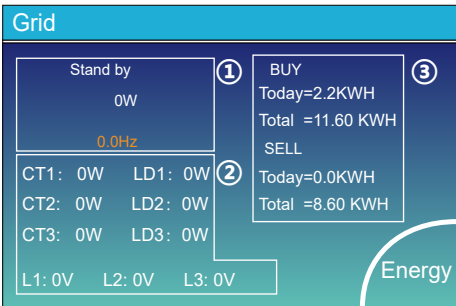 Grid
Stand by
①
0W
0.0Hz
CT1: 0W LD1: 0W
②
CT2: 0W LD2: 0W
CT3: 0W LD3: 0W
L1: 0V L2: 0V L3: 0V
BUY
③
Today=2.2KWH
Total =11.60 KWH
SELL
Today=0.0KWH
Total =8.60 KWH
Energy